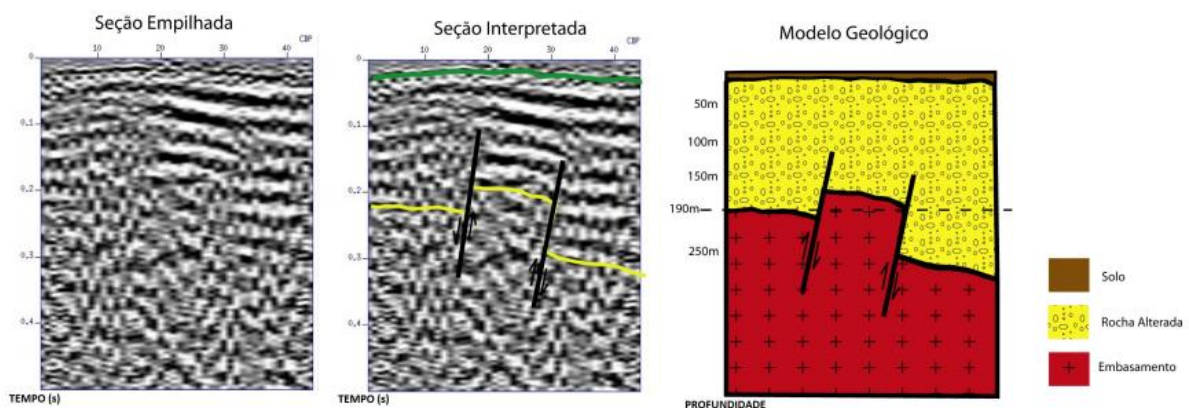 Seção Empilhada
CDP
10 20 30 40
0.
0.1
0.2
0.3
0.4
TEMPO (s)
Seção Interpretada
CDP
10 20 30 40
0.
0.1
0.2
0.3
0.4
TEMPO (s)
Modelo Geológico
50m
100m
150m
190m
250m
PROFUNDIDADE
Solo
Rocha Alterada
Embasamento